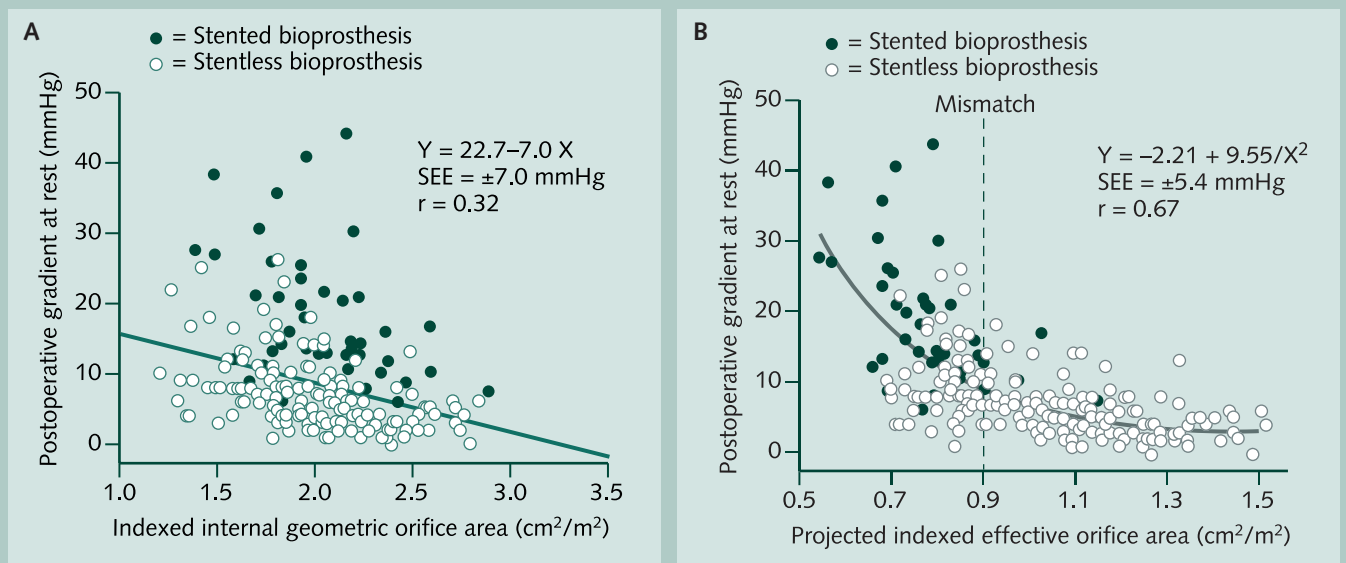 A
● = Stented bioprosthesis
○ = Stentless bioprosthesis
Postoperative gradient at rest (mmHg)
50
40
30
20
10
0
Y = 22.7–7.0 X
SEE = ±7.0 mmHg
r = 0.32
1.0 1.5 2.0 2.5 3.0 3.5
Indexed internal geometric orifice area (cm²/m²)
B
● = Stented bioprosthesis
○ = Stentless bioprosthesis
Mismatch
Postoperative gradient at rest (mmHg)
50
40
30
20
10
0
Y = –2.21 + 9.55/X²
SEE = ±5.4 mmHg
r = 0.67
0.5 0.7 0.9 1.1 1.3 1.5
Projected indexed effective orifice area (cm²/m²)